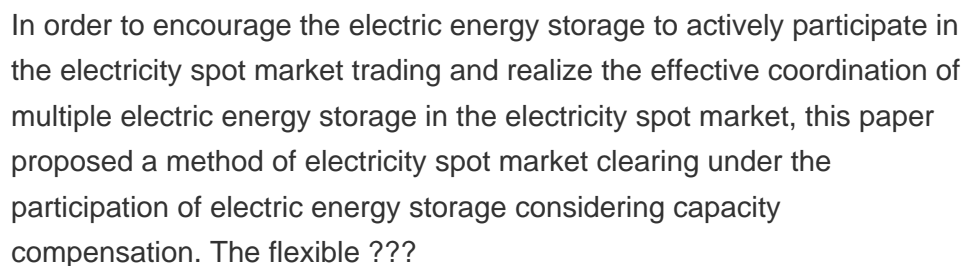 In order to encourage the electric energy storage to actively participate in
the electricity spot market trading and realize the effective coordination of
multiple electric energy storage in the electricity spot market, this paper
proposed a method of electricity spot market clearing under the
participation of electric energy storage considering capacity
compensation. The flexible ???